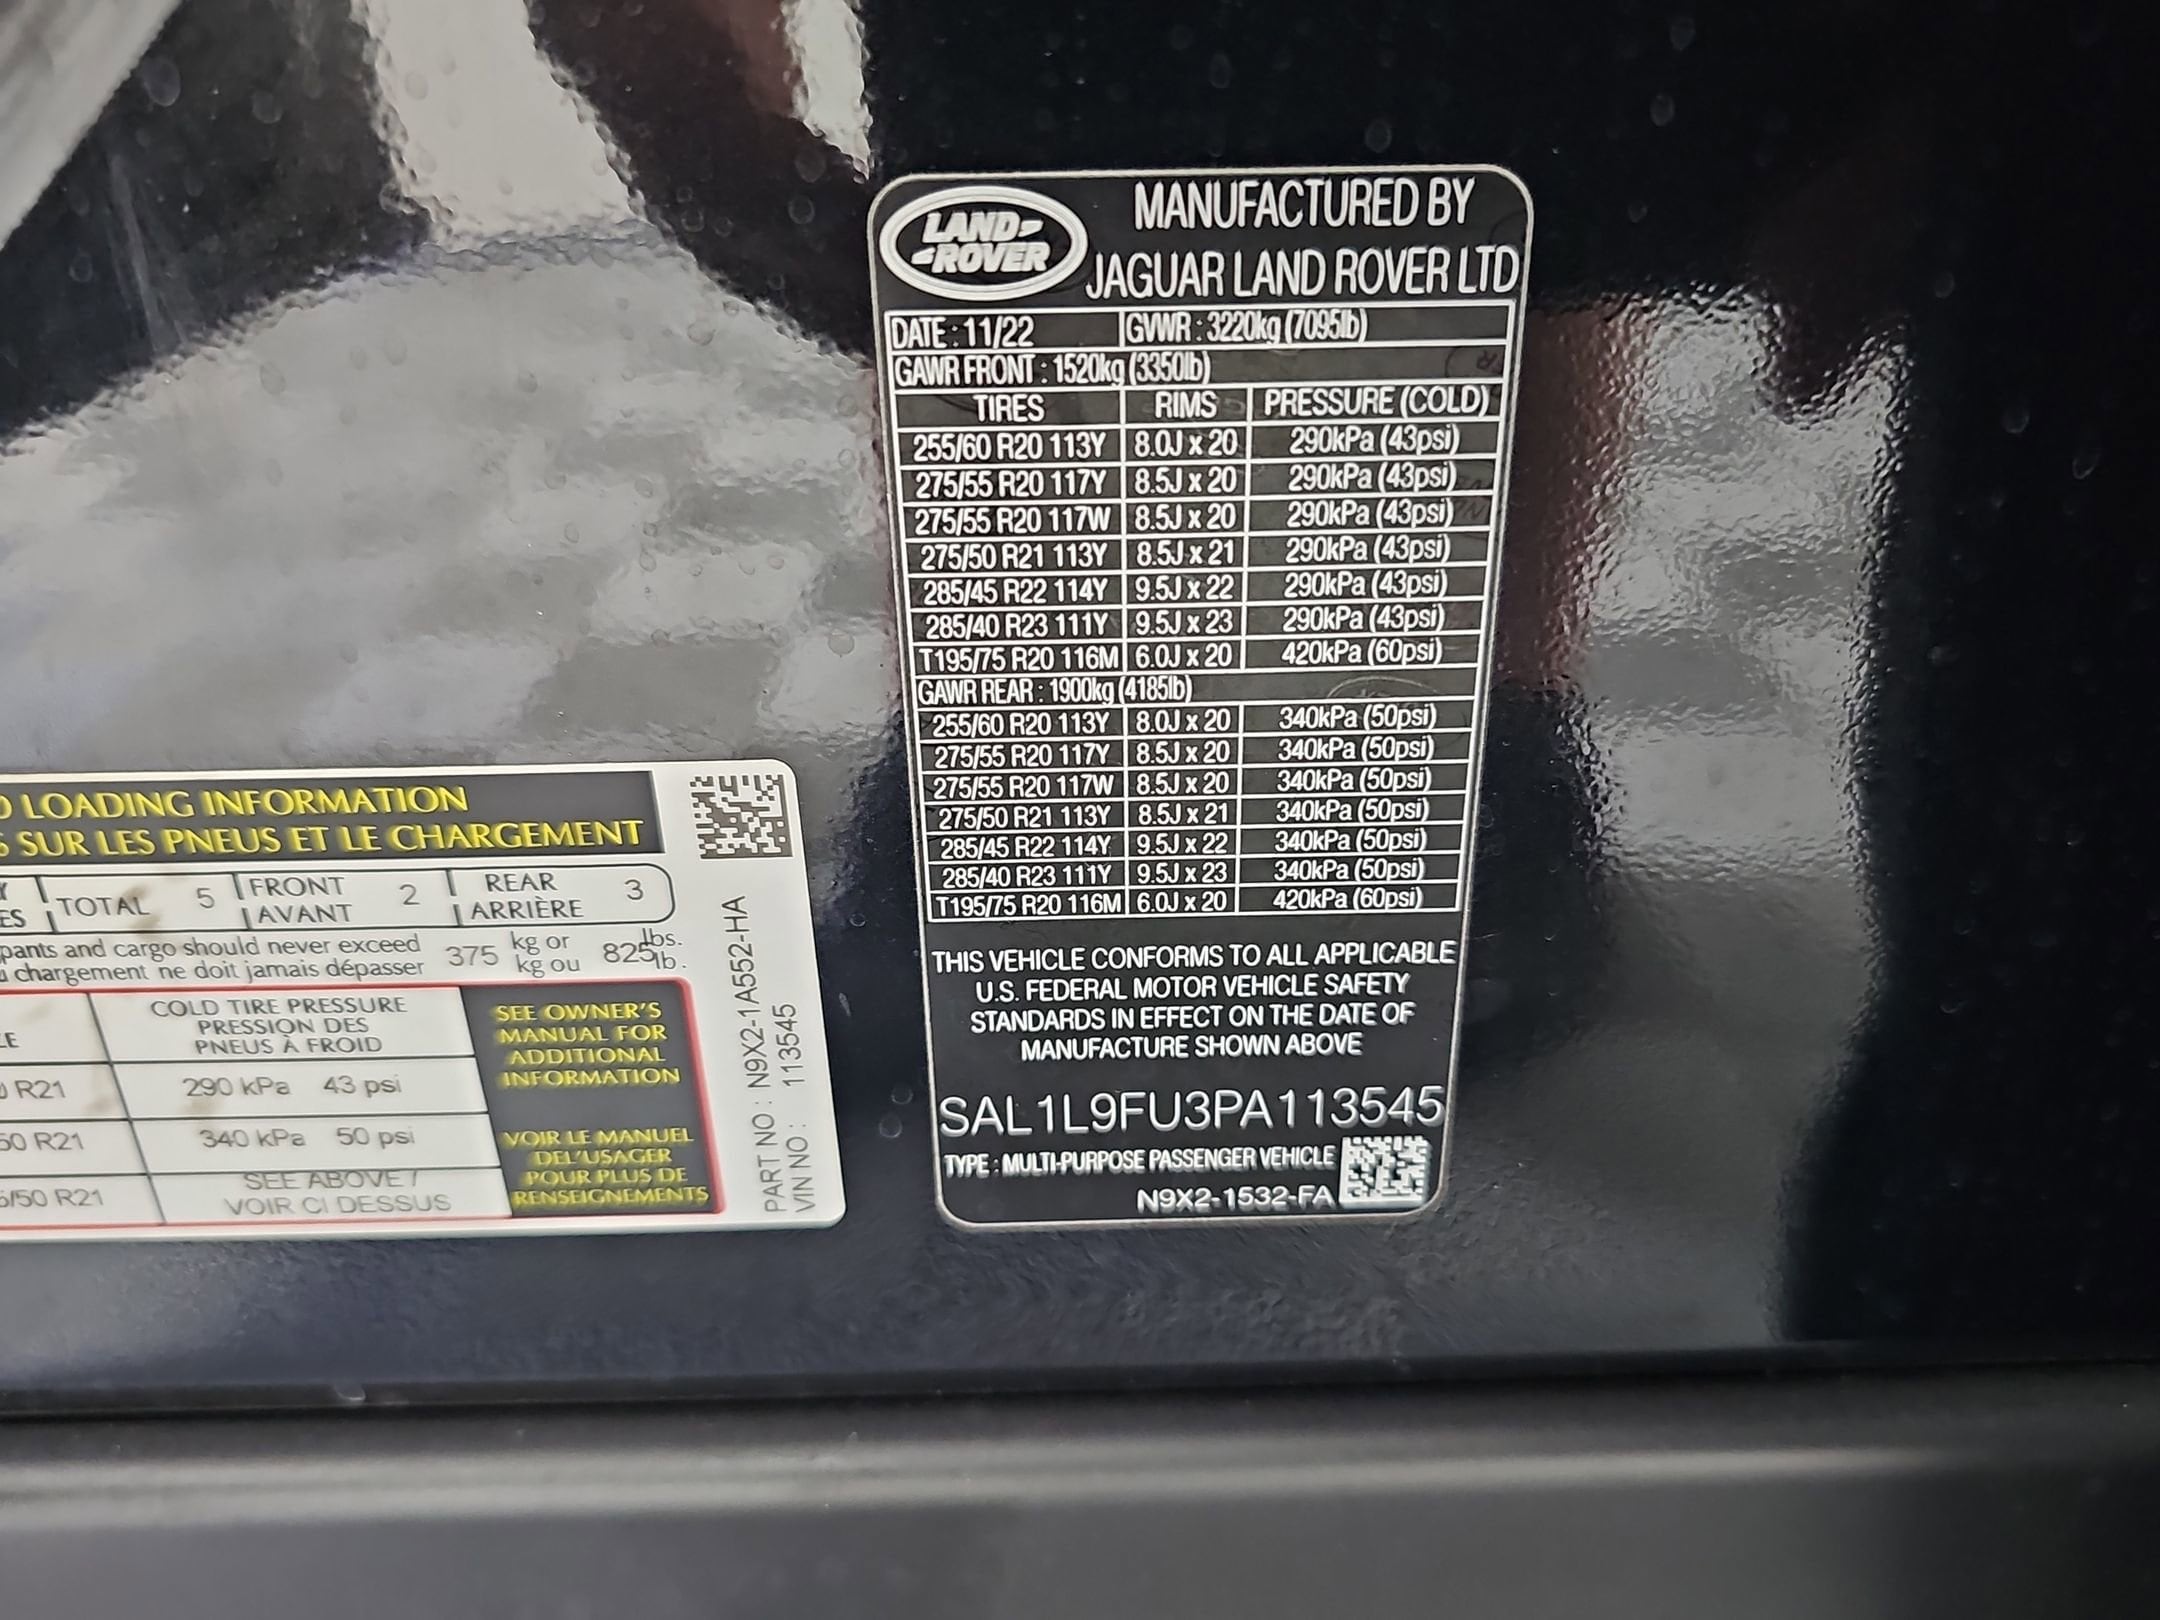 LAND-
-ROVER
MANUFACTURED BY
JAGUAR LAND ROVER LTD
DATE : 11/22 GVWR : 3220kg (7095lb)
GAWR FRONT : 1520kg (3350lb)
TIRES RIMS PRESSURE (COLD)
255/60 R20 113Y 8.0J x 20 290kPa (43psi)
275/55 R20 117Y 8.5J x 20 290kPa (43psi)
275/55 R20 117W 8.5J x 20 290kPa (43psi)
275/50 R21 113Y 8.5J x 21 290kPa (43psi)
285/45 R22 114Y 9.5J x 22 290kPa (43psi)
285/40 R23 111Y 9.5J x 23 290kPa (43psi)
T195/75 R20 116M 6.0J x 20 420kPa (60psi)
GAWR REAR : 1900kg (4185lb)
255/60 R20 113Y 8.0J x 20 340kPa (50psi)
275/55 R20 117Y 8.5J x 20 340kPa (50psi)
275/55 R20 117W 8.5J x 20 340kPa (50psi)
275/50 R21 113Y 8.5J x 21 340kPa (50psi)
285/45 R22 114Y 9.5J x 22 340kPa (50psi)
285/40 R23 111Y 9.5J x 23 340kPa (50psi)
T195/75 R20 116M 6.0J x 20 420kPa (60psi)
THIS VEHICLE CONFORMS TO ALL APPLICABLE
U.S. FEDERAL MOTOR VEHICLE SAFETY
STANDARDS IN EFFECT ON THE DATE OF
MANUFACTURE SHOWN ABOVE
SAL1L9FU3PA113545
TYPE : MULTI-PURPOSE PASSENGER VEHICLE
N9X2-1532-FA
LOADING INFORMATION
SUR LES PNEUS ET LE CHARGEMENT
TOTAL 5 FRONT 2 REAR 3
AVANT ARRIÈRE
and cargo should never exceed 375 kg or 825 lbs.
chargement ne doit jamais dépasser kg ou lb.
COLD TIRE PRESSURE
PRESSION DES
PNEUS À FROID
R21 290 kPa 43 psi
50 R21 340 kPa 50 psi
/50 R21 SEE ABOVE /
VOIR CI DESSUS
SEE OWNER'S
MANUAL FOR
ADDITIONAL
INFORMATION
VOIR LE MANUEL
DEL'USAGER
POUR PLUS DE
RENSEIGNEMENTS
PART NO : N9X2-1A552-HA
VIN NO : 113545